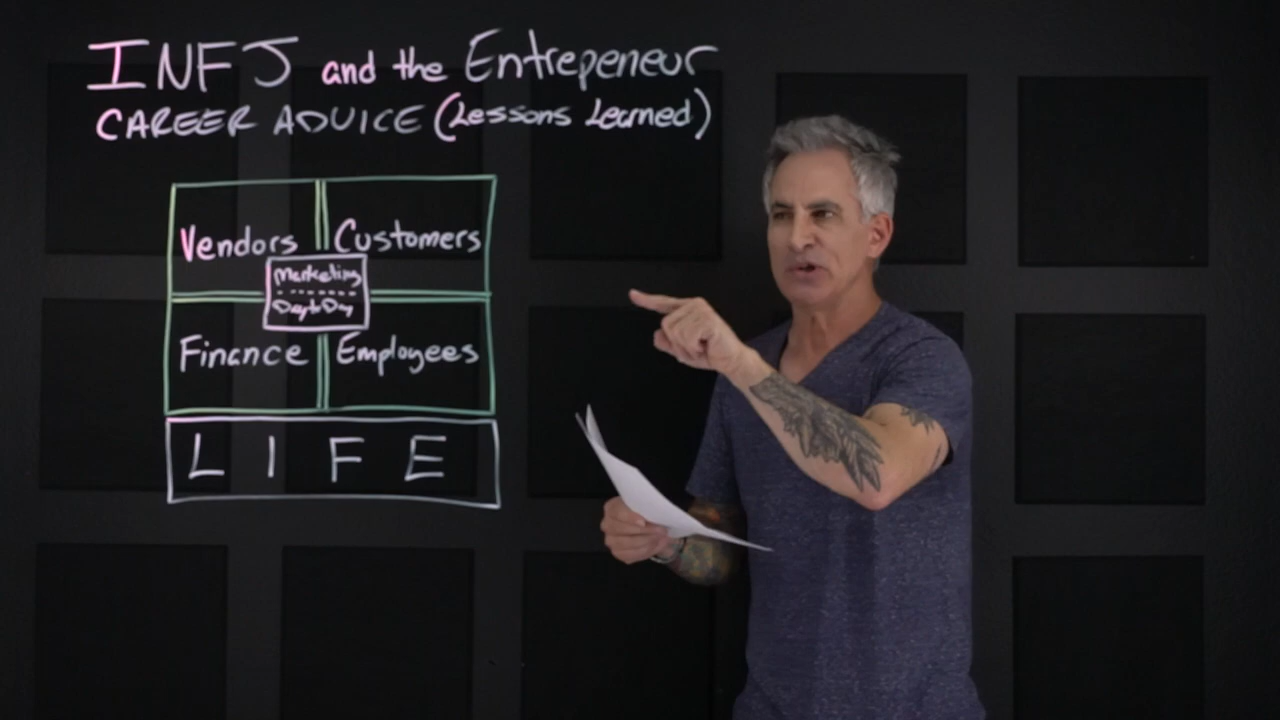 INFJ and the Entrepeneur
CAREER ADVICE (Lessons Learned)
Vendors Customers
Marketing
Day to Day
Finance Employees
LIFE